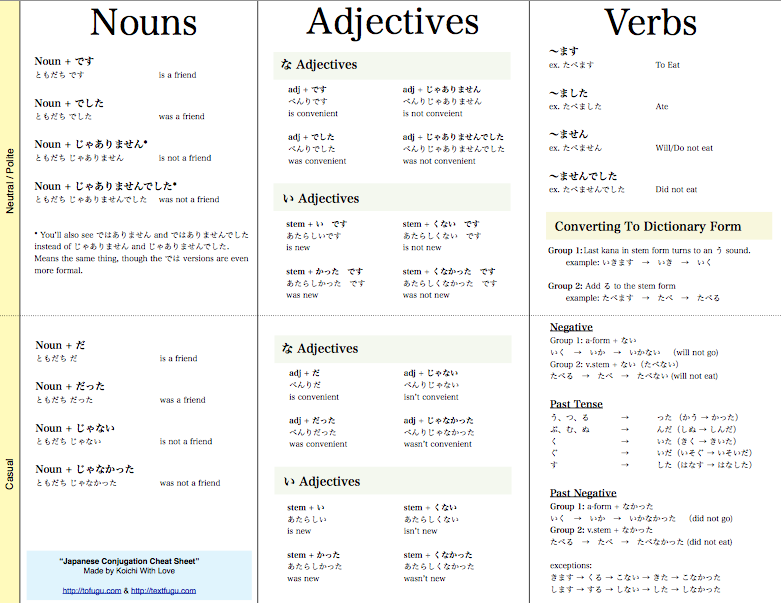 Nouns
Neutral / Polite
Noun + です
ともだち です is a friend
Noun + でした
ともだち でした was a friend
Noun + じゃありません*
ともだち じゃありません is not a friend
Noun + じゃありませんでした*
ともだち じゃありませんでした was not a friend
* You'll also see ではありません and ではありませんでした
instead of じゃありません and じゃありませんでした.
Means the same thing, though the では versions are even
more formal.
Casual
Noun + だ
ともだち だ is a friend
Noun + だった
ともだち だった was a friend
Noun + じゃない
ともだち じゃない is not a friend
Noun + じゃなかった
ともだち じゃなかった was not a friend
"Japanese Conjugation Cheat Sheet"
Made by Koichi With Love
http://tofugu.com & http://textfugu.com
Adjectives
な Adjectives
adj + です adj + じゃありません
べんりです べんりじゃありません
is convenient is not conveient
adj + でした adj + じゃありませんでした
べんりでした べんりじゃありませんでした
was convenient was not convenient
い Adjectives
stem + い です stem + くない です
あたらしいです あたらしくない です
is new is not new
stem + かった です stem + くなかった です
あたらしかった です あたらしくなかった です
was new was not new
な Adjectives
adj + だ adj + じゃない
べんりだ べんりじゃない
is convenient isn't conveient
adj + だった adj + じゃなかった
べんりだった べんりじゃなかった
was convenient wasn't convenient
い Adjectives
stem + い stem + くない
あたらしい あたらしくない
is new isn't new
stem + かった stem + くなかった
あたらしかった あたらしくなかった
was new wasn't new
Verbs
〜ます
ex. たべます To Eat
〜ました
ex. たべました Ate
〜ません
ex. たべません Will/Do not eat
〜ませんでした
ex. たべませんでした Did not eat
Converting To Dictionary Form
Group 1: Last kana in stem form turns to an う sound.
example: いきます → いき → いく
Group 2: Add る to the stem form
example: たべます → たべ → たべる
Negative
Group 1: a-form + ない
いく → いか → いかない (will not go)
Group 2: v.stem + ない (たべない)
たべる → たべ → たべない (will not eat)
Past Tense
う、つ、る → った (かう → かった)
ぶ、む、ぬ → んだ (しぬ → しんだ)
く → いた (きく → きいた)
ぐ → いだ (いそぐ → いそいだ)
す → した (はなす → はなした)
Past Negative
Group 1: a-form + なかった
いく → いか → いかなかった (did not go)
Group 2: v.stem + なかった
たべる → たべ → たべなかった (did not eat)
exceptions:
きます → くる → こない → きた → こなかった
します → する → しない → した → しなかった